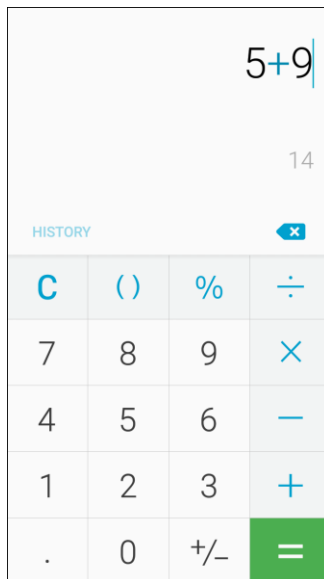 5+9
14
HISTORY
C ( ) % ÷
7 8 9 ×
4 5 6 −
1 2 3 +
. 0 +/− =